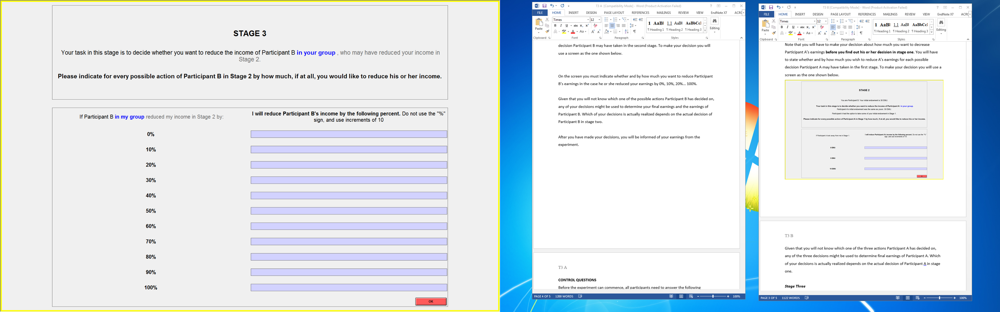 STAGE 3
Your task in this stage is to decide whether you want to reduce the income of Participant B in your group , who may have reduced your income in
Stage 2.
Please indicate for every possible action of Participant B in Stage 2 by how much, if at all, you would like to reduce his or her income.
If Participant B in my group reduced my income in Stage 2 by:
I will reduce Participant B's income by the following percent. Do not use the "%"
sign, and use increments of 10
0%
10%
20%
30%
40%
50%
60%
70%
80%
90%
100%
OK
T3 A [Compatibility Mode] - Word (Product Activation Failed)
FILE HOME INSERT DESIGN PAGE LAYOUT REFERENCES MAILINGS REVIEW VIEW EndNote X7 ACRO
Paste
Times 12
B I U abc X₂ X²
1 AaBl 1.1 AaBl AaBbCc
¶ Heading 1 ¶ Heading 2 ¶ Heading 3
Editing
Clipboard Font Paragraph Styles
decision Participant B may have taken in the second stage. To make your decision you will
use a screen as the one shown below.
On the screen you must indicate whether and by how much you want to reduce Participant
B's earnings in the case he or she reduced your earnings by 0%, 10%, 20%... 100%.
Given that you will not know which one of the possible actions Participant B has decided on,
any of your decisions might be used to determine your final earnings and the earnings of
Participant B. Which of your decisions is actually realized depends on the actual decision of
Participant B in stage two.
After you have made your decisions, you will be informed of your earnings from the
experiment.
T3 A
CONTROL QUESTIONS
Before the experiment can commence, all participants need to answer the following
PAGE 4 OF 5 1200 WORDS 100%
T3 B [Compatibility Mode] - Word (Product Activation Failed)
FILE HOME INSERT DESIGN PAGE LAYOUT REFERENCES MAILINGS REVIEW VIEW EndNote X7 ACRO
Paste
Times 12
B I U abc X₂ X²
1 AaBl 1.1 AaBl AaBbCc
¶ Heading 1 ¶ Heading 2 ¶ Heading 3
Editing
Clipboard Font Paragraph Styles
Note that you will have to make your decision about how much you want to decrease
Participant A's earnings before you find out his or her decision in stage one. You will have
to state whether and by how much you wish to reduce A's earnings for each possible
decision Participant A may have taken in the first stage. To make your decision you will use a
screen as the one shown below.
STAGE 2
You are Participant B. Your initial endowment is 30 EMU.
Your task in this stage is to decide whether you want to reduce the income of Participant A in your group.
Participant A's initial endowment was the same as yours: 30 EMU.
Participant A had the option to take some of your initial endowment in Stage 1.
Please indicate for every possible action of Participant A in Stage 1 by how much, if at all, you would like to reduce his or her income.
If Participant A took away from me in Stage 1:
I will reduce Participant A's income by the following percent. Do not use the "%"
sign, and use increments of 10
0 EMU
5 EMU
10 EMU
T3 B
Given that you will not know which one of the three actions Participant A has decided on,
any of the three decisions might be used to determine final earnings of Participant A. Which
of your decisions is actually realized depends on the actual decision of Participant A in stage
one.
Stage Three
PAGE 3 OF 5 1122 WORDS 100%